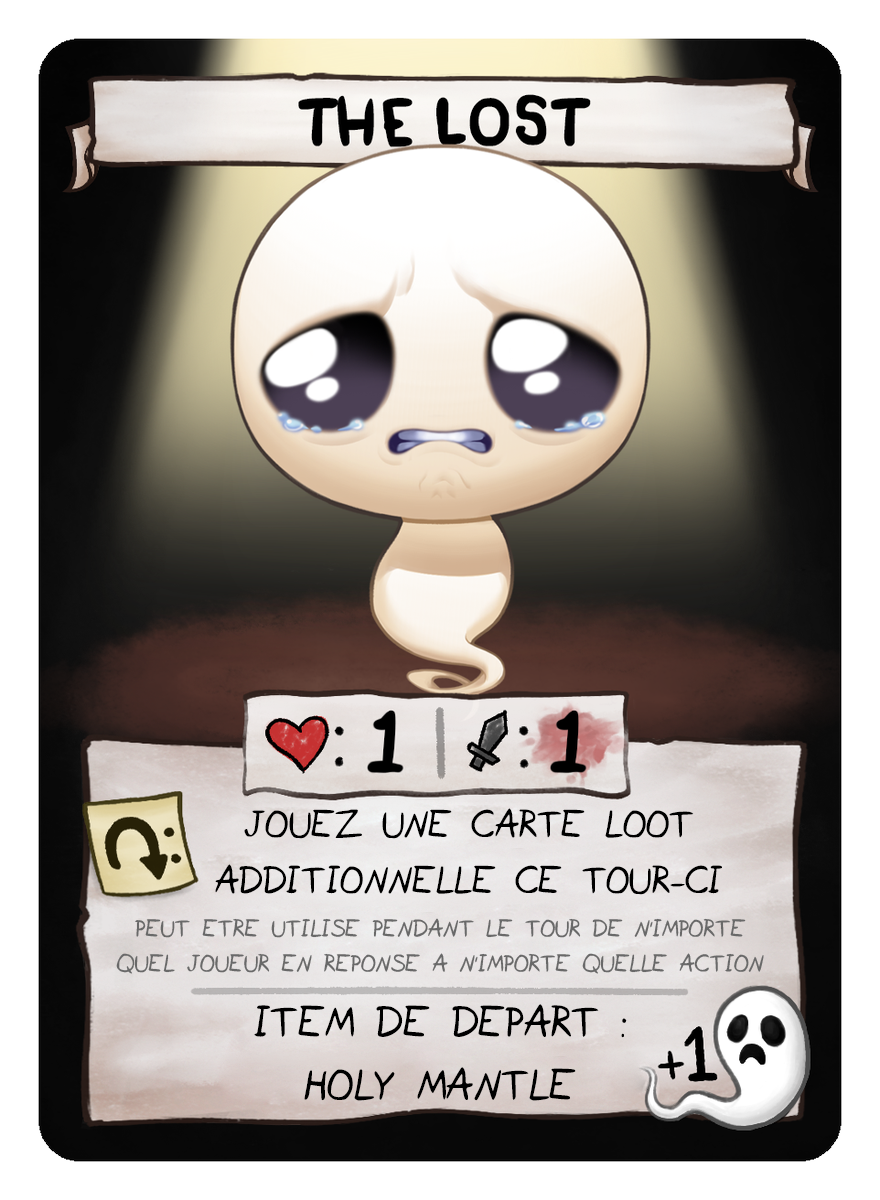 THE LOST
: 1 | : 1
: JOUEZ UNE CARTE LOOT
ADDITIONNELLE CE TOUR-CI
PEUT ETRE UTILISE PENDANT LE TOUR DE N'IMPORTE
QUEL JOUEUR EN REPONSE A N'IMPORTE QUELLE ACTION
ITEM DE DEPART :
HOLY MANTLE
+1